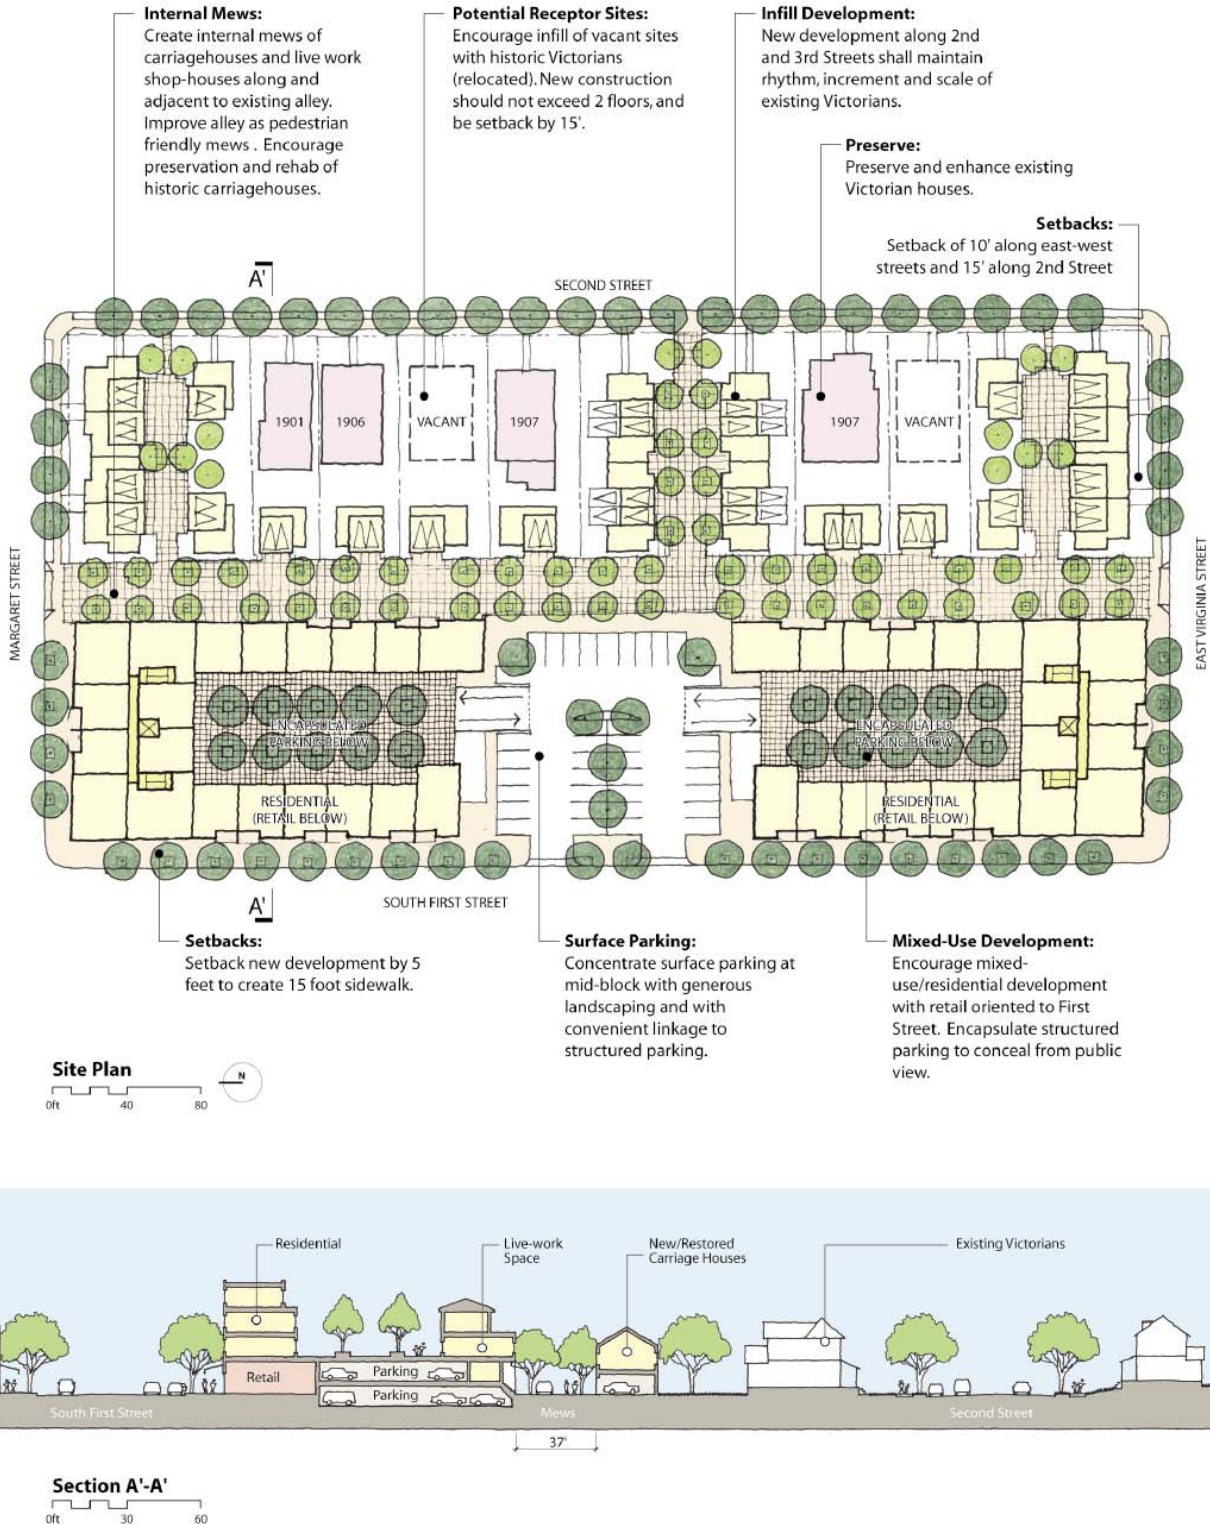 Internal Mews:
Create internal mews of
carriagehouses and live work
shop-houses along and
adjacent to existing alley.
Improve alley as pedestrian
friendly mews . Encourage
preservation and rehab of
historic carriagehouses.
Potential Receptor Sites:
Encourage infill of vacant sites
with historic Victorians
(relocated). New construction
should not exceed 2 floors, and
be setback by 15'.
Infill Development:
New development along 2nd
and 3rd Streets shall maintain
rhythm, increment and scale of
existing Victorians.
Preserve:
Preserve and enhance existing
Victorian houses.
Setbacks:
Setback of 10' along east-west
streets and 15' along 2nd Street
A'
SECOND STREET
1901
1906
VACANT
1907
1907
VACANT
MARGARET STREET
EAST VIRGINIA STREET
ENCAPSULATED
PARKING BELOW
ENCAPSULATED
PARKING BELOW
RESIDENTIAL
(RETAIL BELOW)
RESIDENTIAL
(RETAIL BELOW)
A'
SOUTH FIRST STREET
Setbacks:
Setback new development by 5
feet to create 15 foot sidewalk.
Surface Parking:
Concentrate surface parking at
mid-block with generous
landscaping and with
convenient linkage to
structured parking.
Mixed-Use Development:
Encourage mixed-
use/residential development
with retail oriented to First
Street. Encapsulate structured
parking to conceal from public
view.
Site Plan
0ft 40 80
N
Residential
Live-work
Space
New/Restored
Carriage Houses
Existing Victorians
Retail
Parking
Parking
South First Street
Mews
Second Street
37'
Section A'-A'
0ft 30 60